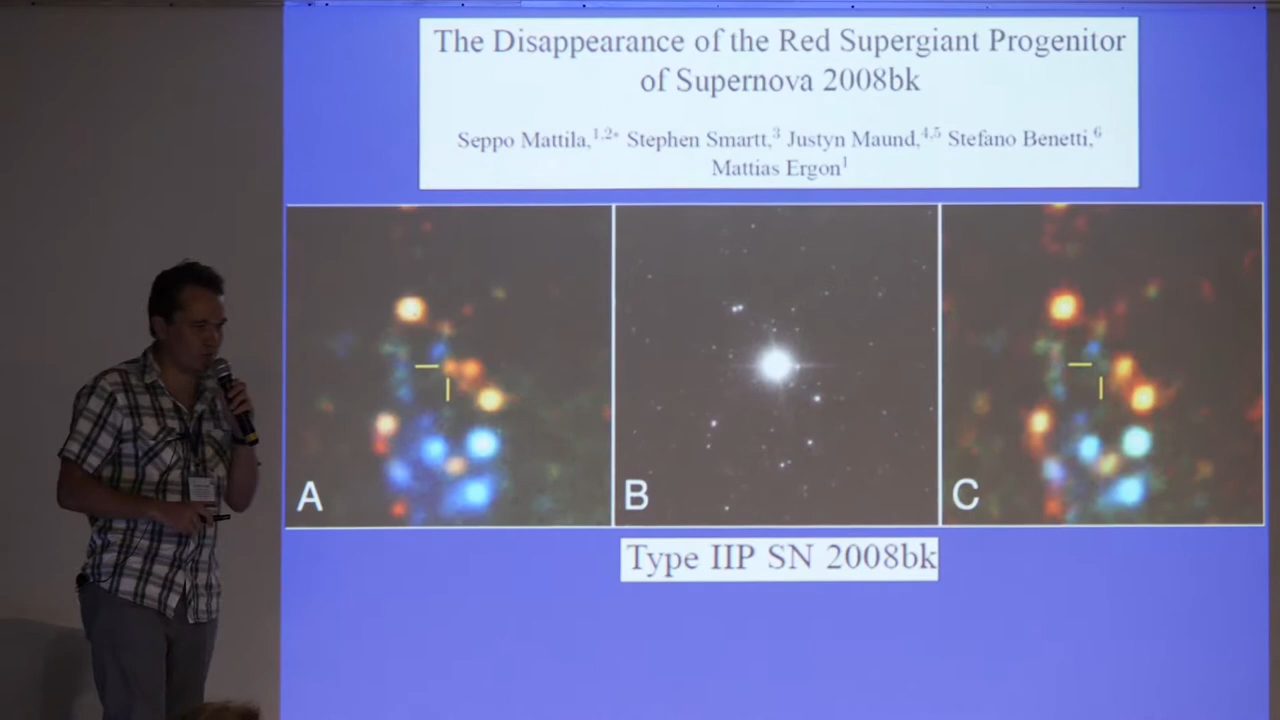 The Disappearance of the Red Supergiant Progenitor
of Supernova 2008bk
Seppo Mattila,¹,²* Stephen Smartt,³ Justyn Maund,⁴,⁵ Stefano Benetti,⁶
Mattias Ergon¹
A
B
C
Type IIP SN 2008bk